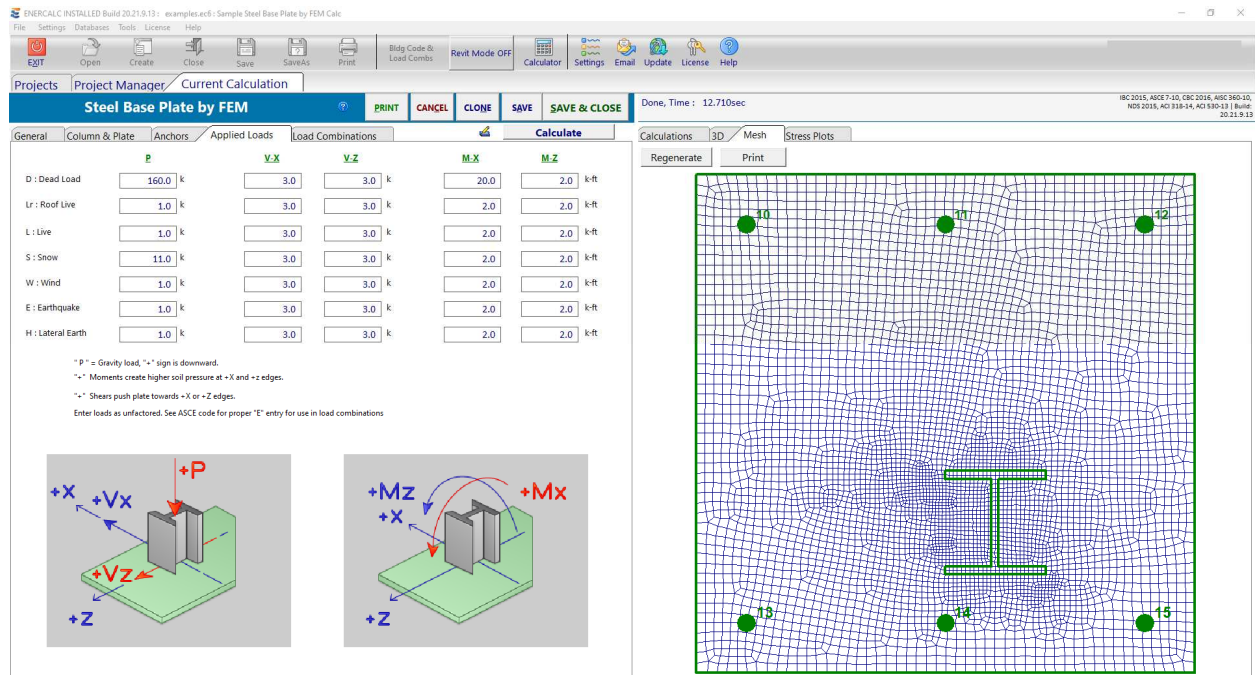 ENERCALC INSTALLED Build 20.21.9.13 : examples.ec6 : Sample Steel Base Plate by FEM Calc
File Settings Databases Tools License Help
EXIT Open Create Close Save SaveAs Print Bldg Code & Load Combs Revit Mode OFF Calculator Settings Email Update License Help
Projects Project Manager Current Calculation
Steel Base Plate by FEM PRINT CANCEL CLONE SAVE SAVE & CLOSE
Done, Time : 12.710sec
IBC 2015, ASCE 7-10, CBC 2016, AISC 360-10,
NDS 2015, ACI 318-14, ACI 530-13 | Build:
20.21.9.13
General Column & Plate Anchors Applied Loads Load Combinations Calculate
Calculations 3D Mesh Stress Plots
Regenerate Print
P V-X V-Z M-X M-Z
D : Dead Load 160.0 k 3.0 3.0 k 20.0 2.0 k-ft
Lr : Roof Live 1.0 k 3.0 3.0 k 2.0 2.0 k-ft
L : Live 1.0 k 3.0 3.0 k 2.0 2.0 k-ft
S : Snow 11.0 k 3.0 3.0 k 2.0 2.0 k-ft
W : Wind 1.0 k 3.0 3.0 k 2.0 2.0 k-ft
E : Earthquake 1.0 k 3.0 3.0 k 2.0 2.0 k-ft
H : Lateral Earth 1.0 k 3.0 3.0 k 2.0 2.0 k-ft
" P " = Gravity load, "+" sign is downward.
"+" Moments create higher soil pressure at +X and +z edges.
"+" Shears push plate towards +X or +Z edges.
Enter loads as unfactored. See ASCE code for proper "E" entry for use in load combinations
+P
+X +Vx
+Vz
+Z
+Mz +Mx
+X
+Z
10 11 12
13 14 15